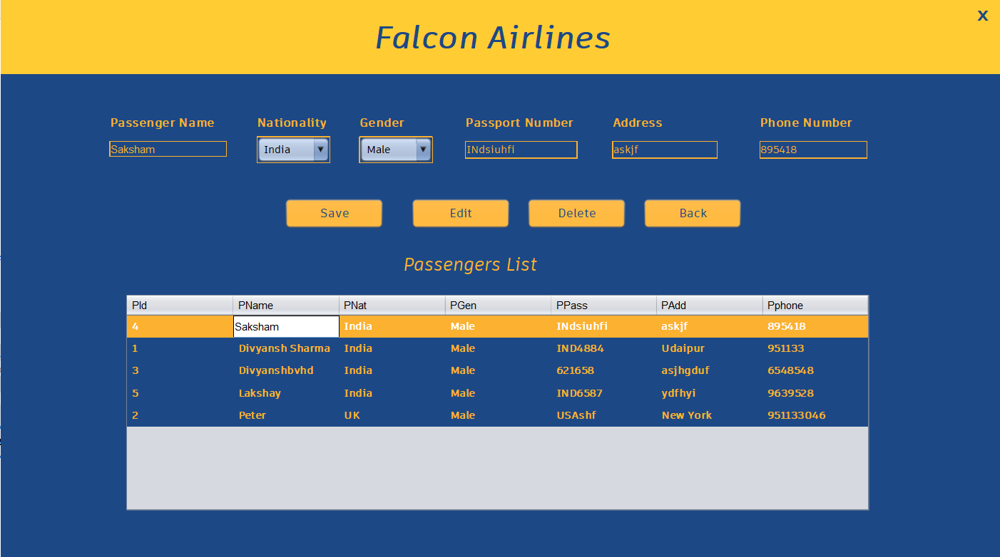 X
Falcon Airlines
Passenger Name Nationality Gender Passport Number Address Phone Number
Saksham India Male INdsiuhfi askjf 895418
Save Edit Delete Back
Passengers List
PId PName PNat PGen PPass PAdd Pphone
4 Saksham India Male INdsiuhfi askjf 895418
1 Divyansh Sharma India Male IND4884 Udaipur 951133
3 Divyanshbvhd India Male 621658 asjhgduf 6548548
5 Lakshay India Male IND6587 ydfhyi 9639528
2 Peter UK Male USAshf New York 951133046